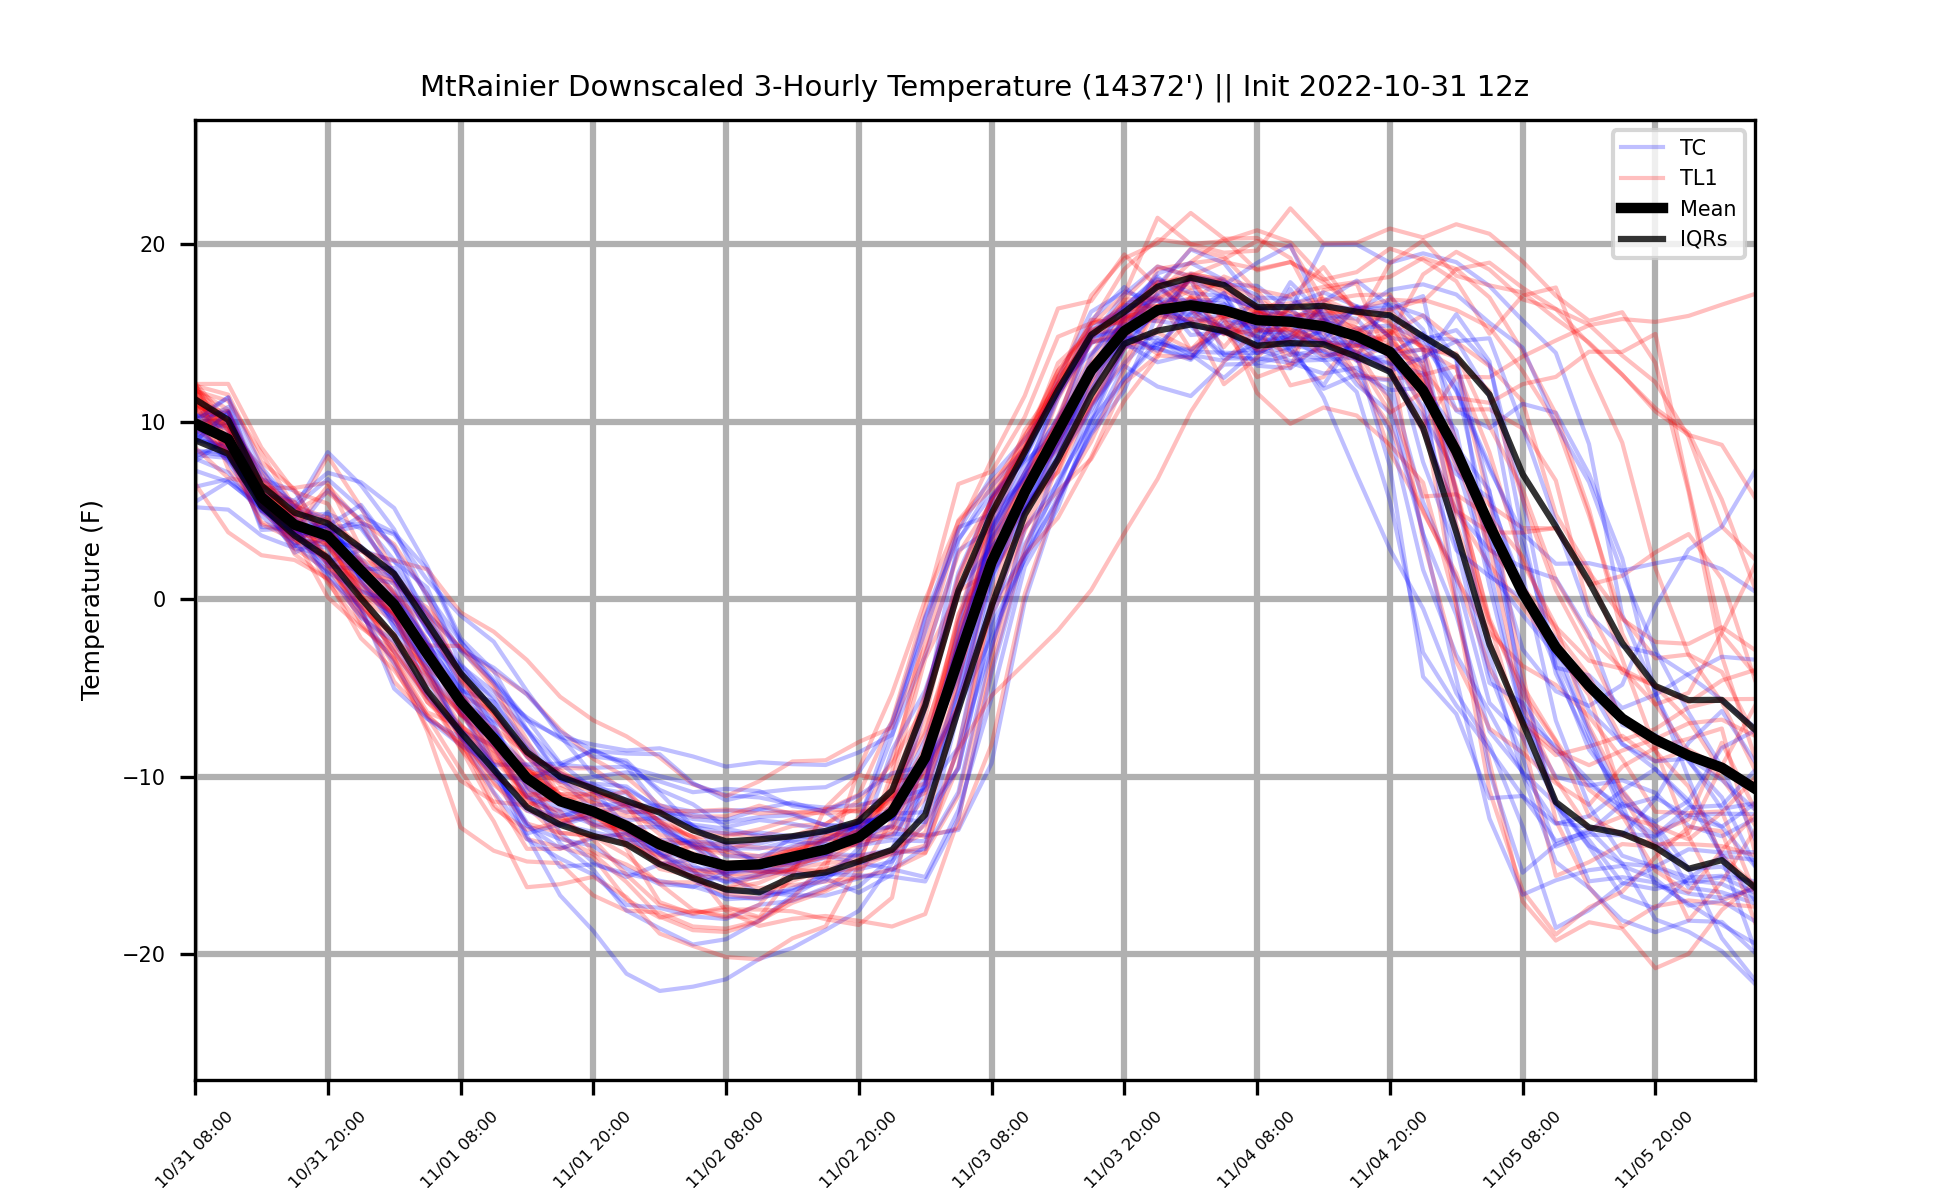 MtRainier Downscaled 3-Hourly Temperature (14372') || Init 2022-10-31 12z
TC
TL1
Mean
IQRs
Temperature (F)
20
10
0
−10
−20
10/31 08:00
10/31 20:00
11/01 08:00
11/01 20:00
11/02 08:00
11/02 20:00
11/03 08:00
11/03 20:00
11/04 08:00
11/04 20:00
11/05 08:00
11/05 20:00